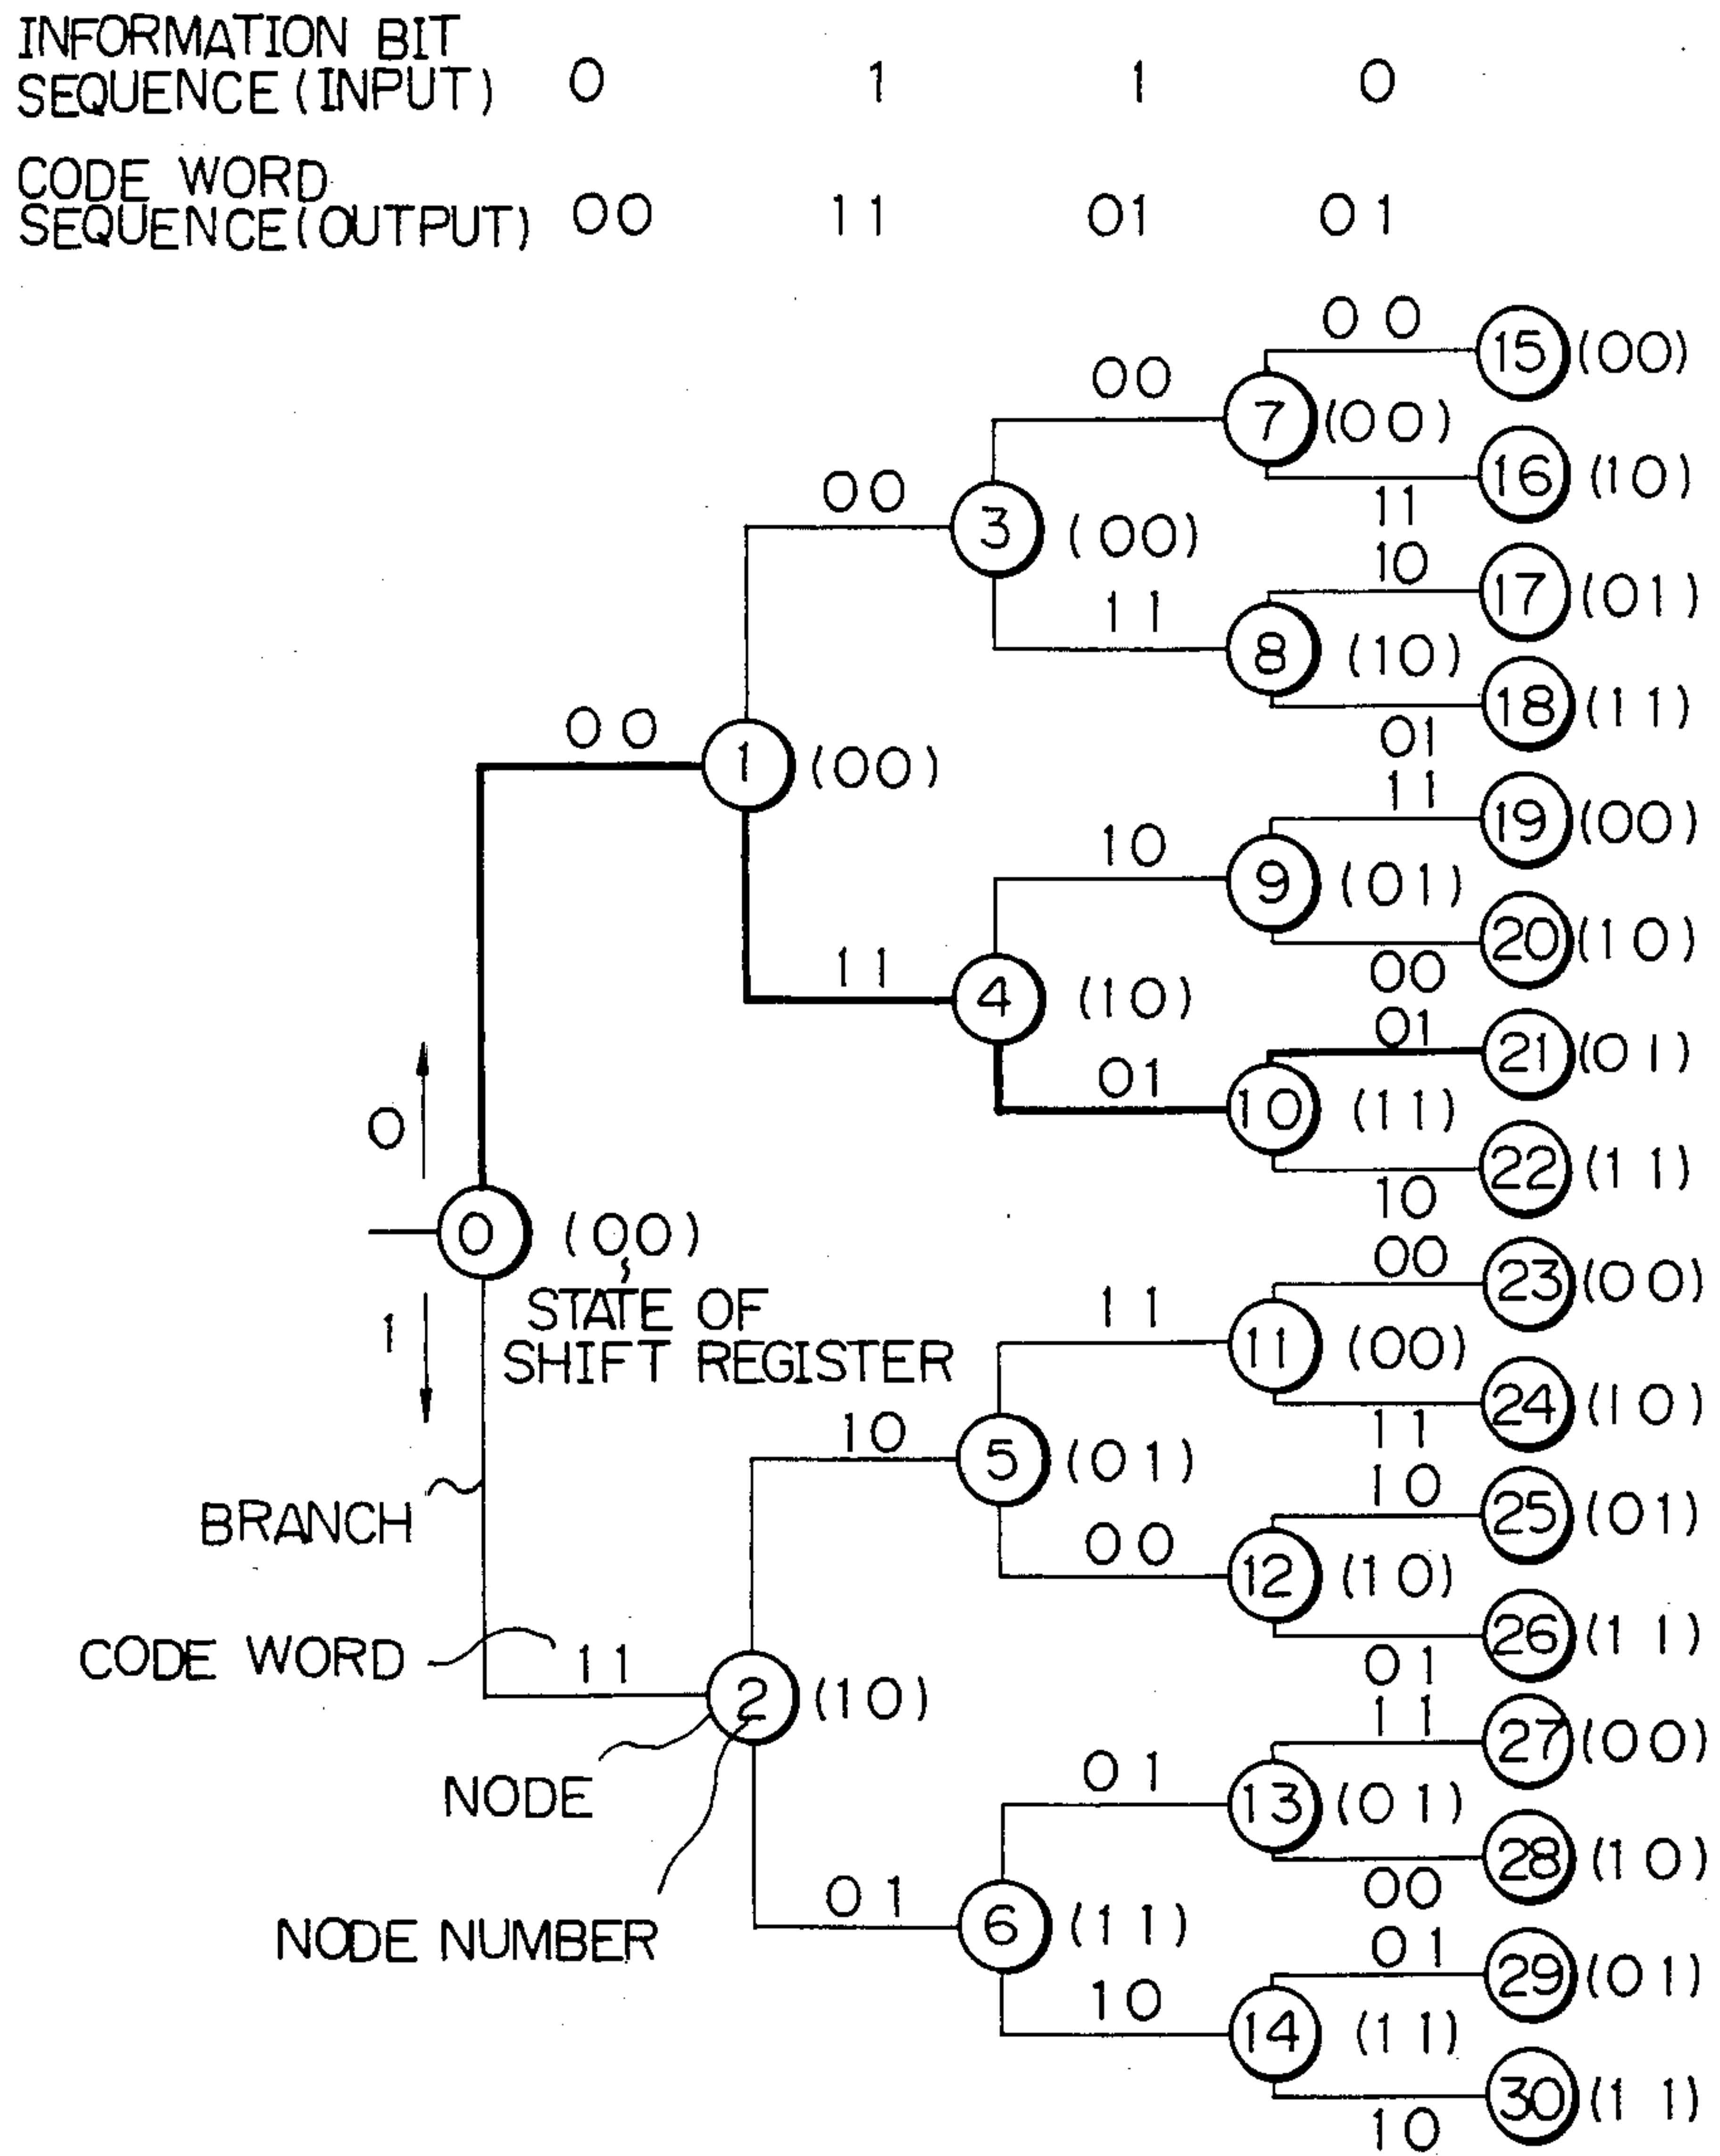 INFORMATION BIT
SEQUENCE (INPUT) 0 1 1 0
CODE WORD
SEQUENCE (OUTPUT) 00 11 01 01
00 15 (00)
00 7 (00)
00 3 (00) 11 16 (10)
10 17 (01)
11 8 (10)
01 18 (11)
00 1 (00)
11 19 (00)
10 9 (01)
00 20 (10)
11 4 (10)
01 21 (01)
01 10 (11)
0
10 22 (11)
0 (00)
00 23 (00)
STATE OF
SHIFT REGISTER
1
11 11 (00)
11 24 (10)
10 5 (01)
10 25 (01)
BRANCH
00 12 (10)
01 26 (11)
CODE WORD 11 2 (10)
11 27 (00)
NODE
01 13 (01)
00 28 (10)
NODE NUMBER
01 6 (11)
01 29 (01)
10 14 (11)
10 30 (11)